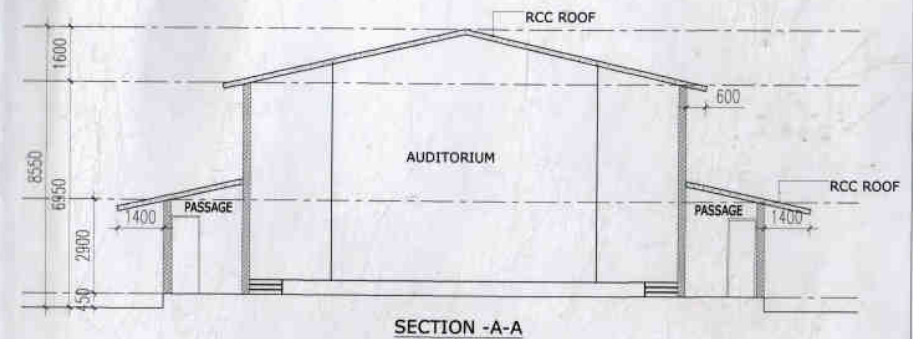 RCC ROOF
1600
600
AUDITORIUM
8550
6950
RCC ROOF
PASSAGE
PASSAGE
1400
1400
2900
450
SECTION -A-A